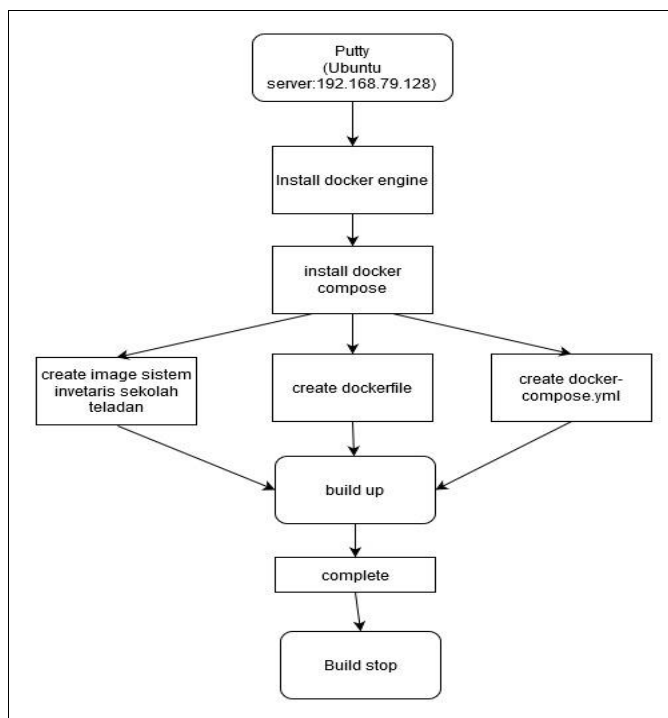 Putty
(Ubuntu
server:192.168.79.128)
Install docker engine
install docker
compose
create image sistem
invetaris sekolah
teladan
create dockerfile
create docker-
compose.yml
build up
complete
Build stop